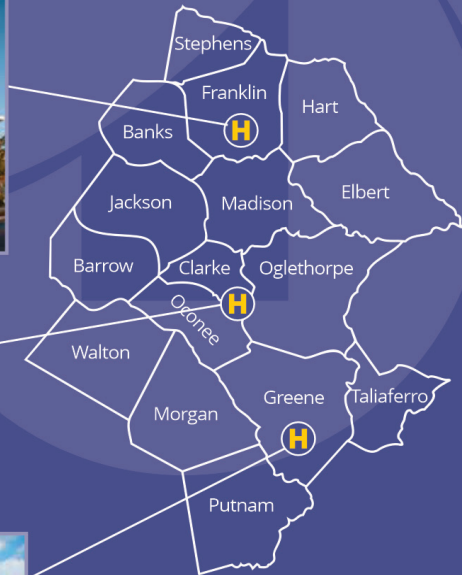 Stephens
Franklin
Hart
H
Banks
Elbert
Jackson
Madison
Barrow
Clarke
Oglethorpe
H
Oconee
Walton
Greene
Taliaferro
Morgan
H
Putnam